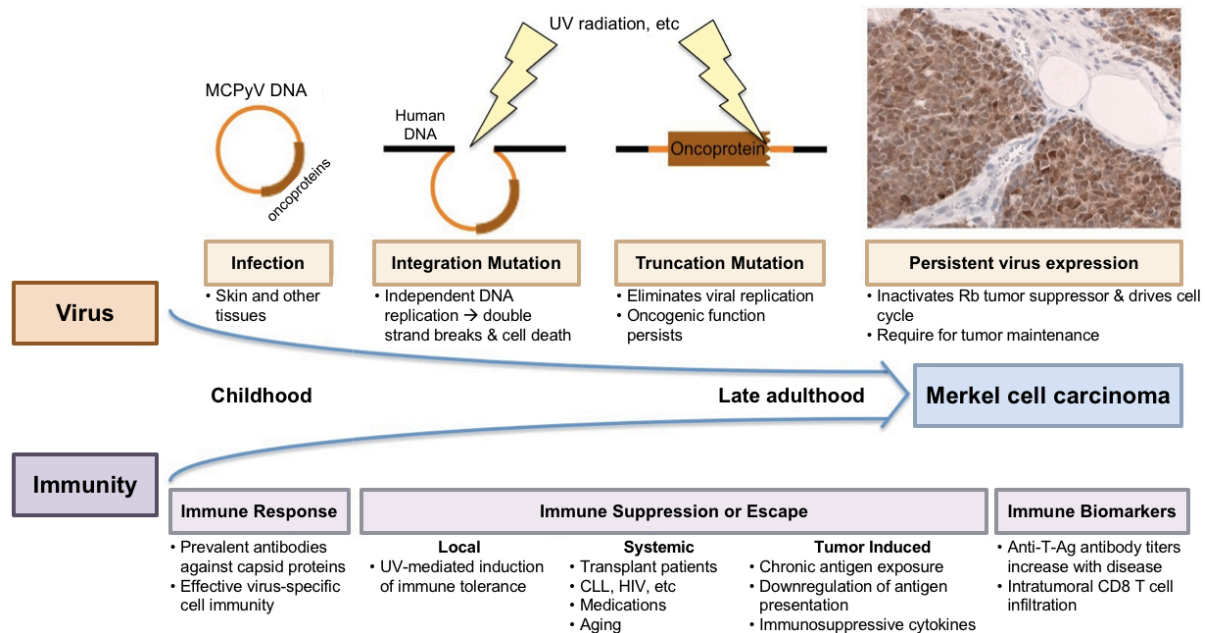 UV radiation, etc
MCPyV DNA
oncoproteins
Human
DNA
Oncoprotein
Infection
• Skin and other
tissues
Integration Mutation
• Independent DNA
replication → double
strand breaks & cell death
Truncation Mutation
• Eliminates viral replication
• Oncogenic function
persists
Persistent virus expression
• Inactivates Rb tumor suppressor & drives cell
cycle
• Require for tumor maintenance
Virus
Childhood
Late adulthood
Merkel cell carcinoma
Immunity
Immune Response
• Prevalent antibodies
against capsid proteins
• Effective virus-specific
cell immunity
Immune Suppression or Escape
Local
• UV-mediated induction
of immune tolerance
Systemic
• Transplant patients
• CLL, HIV, etc
• Medications
• Aging
Tumor Induced
• Chronic antigen exposure
• Downregulation of antigen
presentation
• Immunosuppressive cytokines
Immune Biomarkers
• Anti-T-Ag antibody titers
increase with disease
• Intratumoral CD8 T cell
infiltration